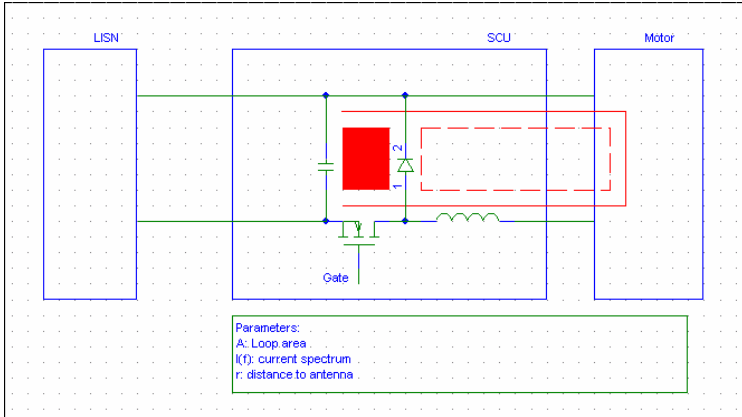 LISN
SCU
Motor
2
1
Gate
Parameters:
A: Loop area
I(f): current spectrum
r: distance to antenna